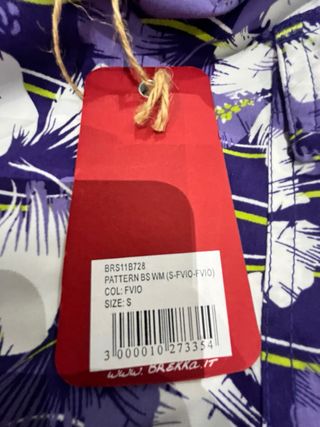 BRS11B728
PATTERN BS WM (S-FVIO-FVIO)
COL: FVIO
SIZE: S
3 000010 273354
www.BREKKA.IT